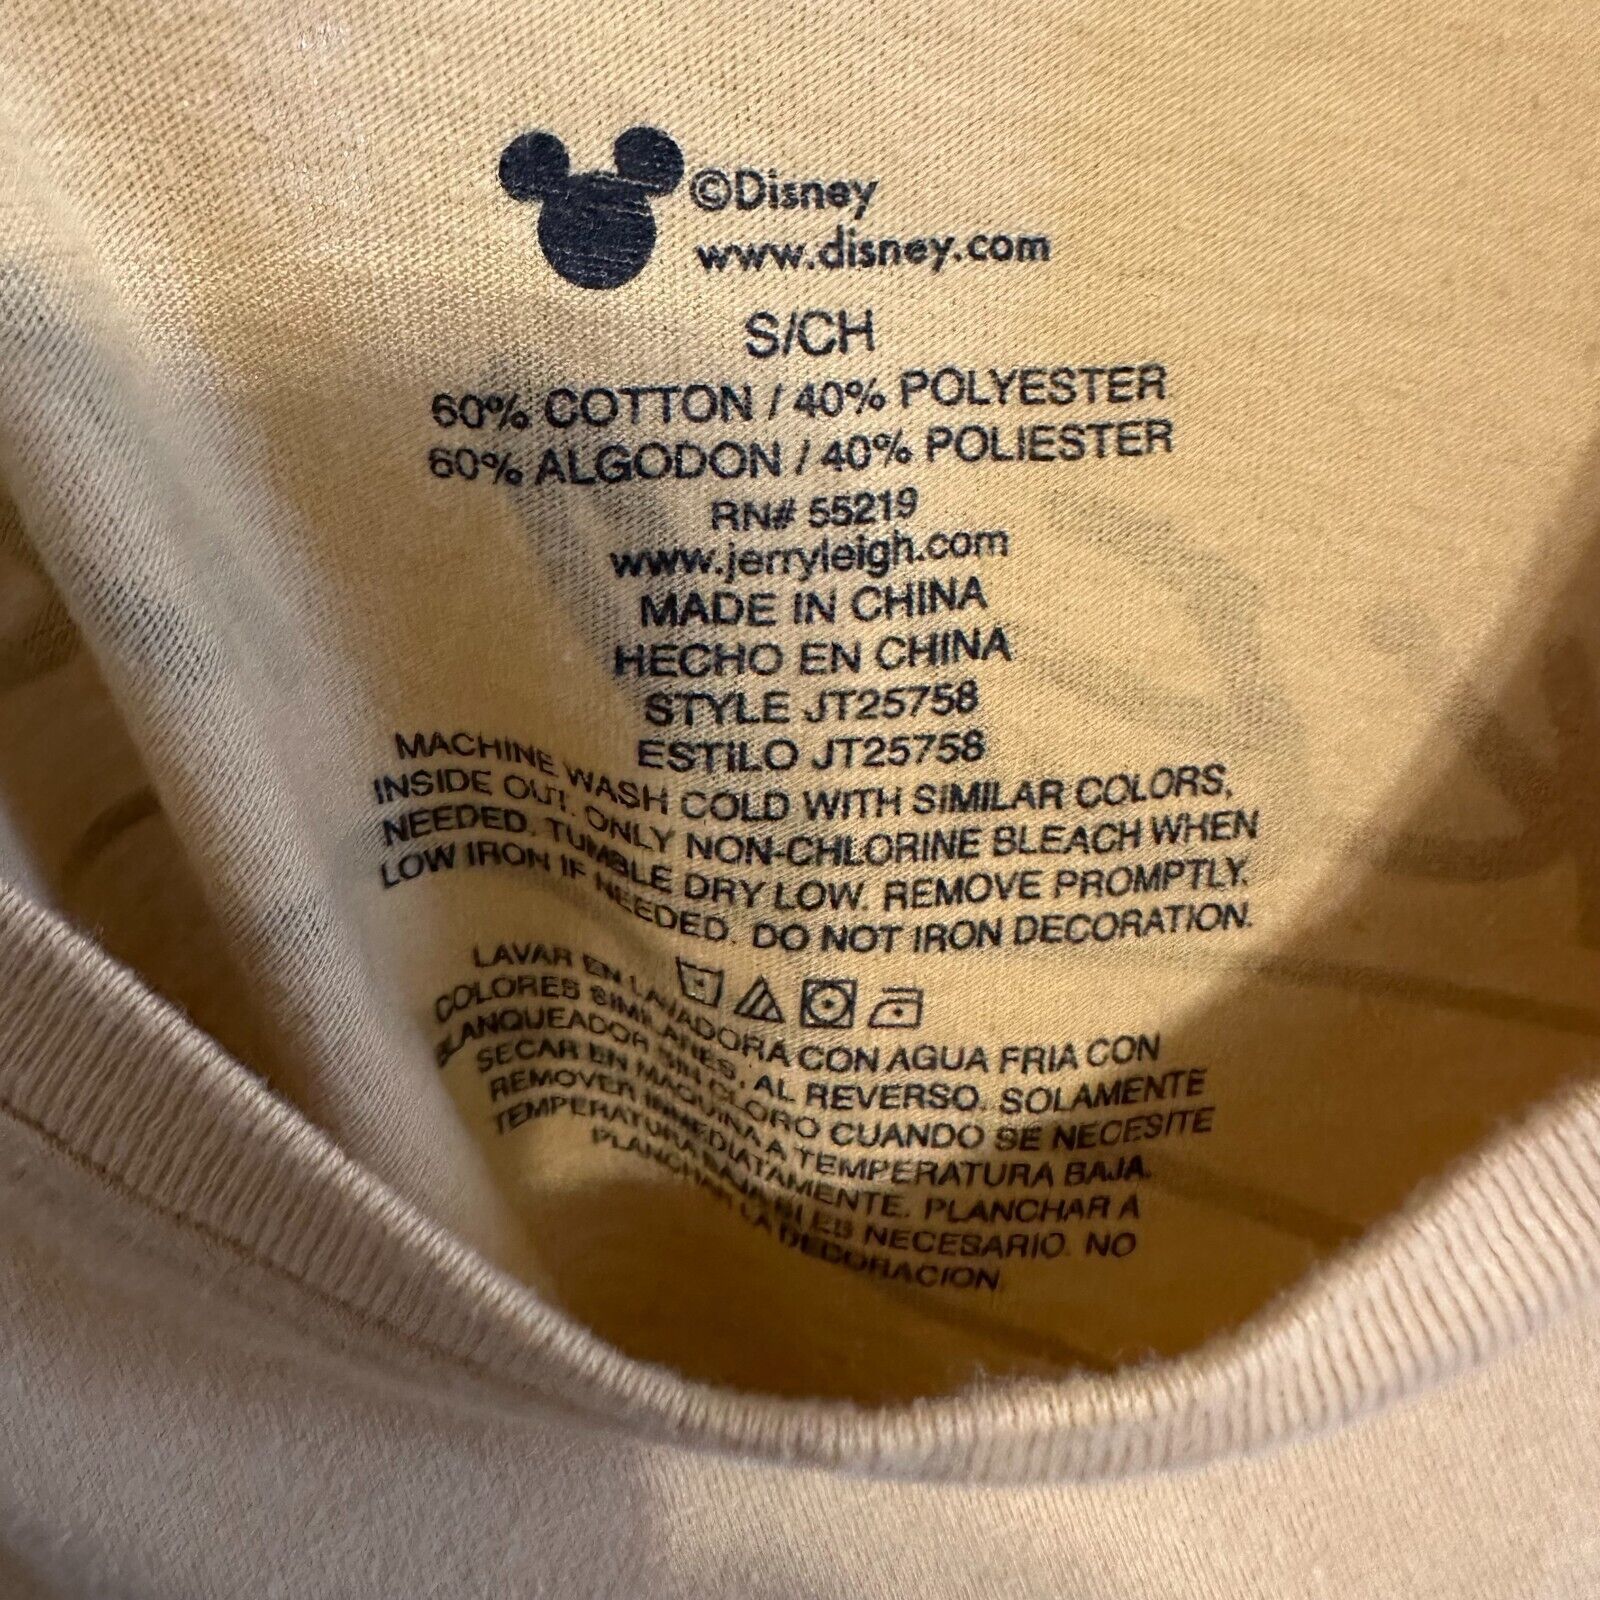 ©Disney
www.disney.com
S/CH
60% COTTON / 40% POLYESTER
60% ALGODON / 40% POLIESTER
RN# 55219
www.jerryleigh.com
MADE IN CHINA
HECHO EN CHINA
STYLE JT25758
ESTILO JT25758
MACHINE WASH COLD WITH SIMILAR COLORS,
INSIDE OUT. ONLY NON-CHLORINE BLEACH WHEN
NEEDED. TUMBLE DRY LOW. REMOVE PROMPTLY.
LOW IRON IF NEEDED. DO NOT IRON DECORATION.
LAVAR EN LAVADORA CON AGUA FRIA CON
COLORES SIMILARES, AL REVERSO. SOLAMENTE
BLANQUEADOR SIN CLORO CUANDO SE NECESITE
SECAR EN MAQUINA A TEMPERATURA BAJA.
REMOVER INMEDIATAMENTE. PLANCHAR A
TEMPERATURA BAJA SI ES NECESARIO. NO
PLANCHAR LA DECORACION.